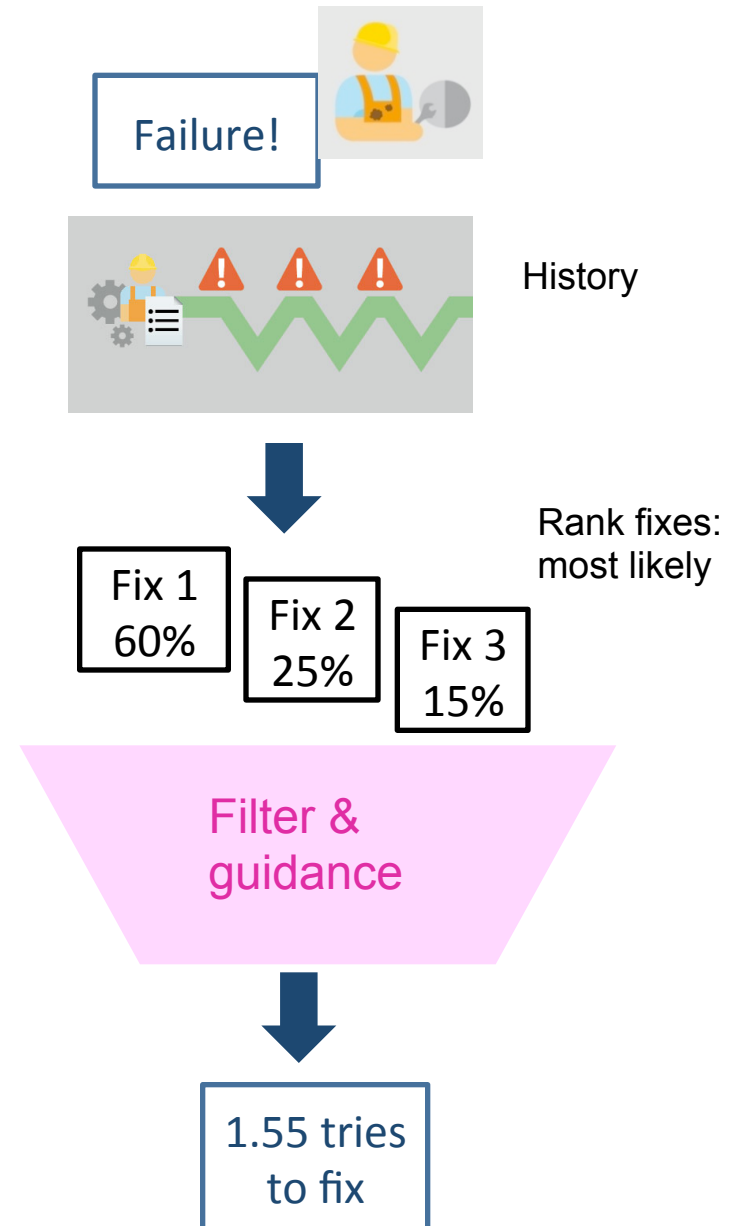 Failure!
History
Rank fixes:
most likely
Fix 1
60%
Fix 2
25%
Fix 3
15%
Filter &
guidance
1.55 tries
to fix